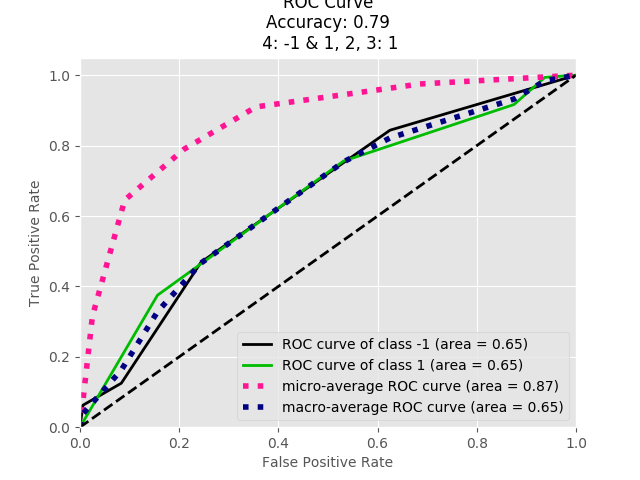 ROC Curve
Accuracy: 0.79
4: -1 & 1, 2, 3: 1
1.0
0.8
0.6
0.4
0.2
0.0
True Positive Rate
ROC curve of class -1 (area = 0.65)
ROC curve of class 1 (area = 0.65)
micro-average ROC curve (area = 0.87)
macro-average ROC curve (area = 0.65)
0.0 0.2 0.4 0.6 0.8 1.0
False Positive Rate